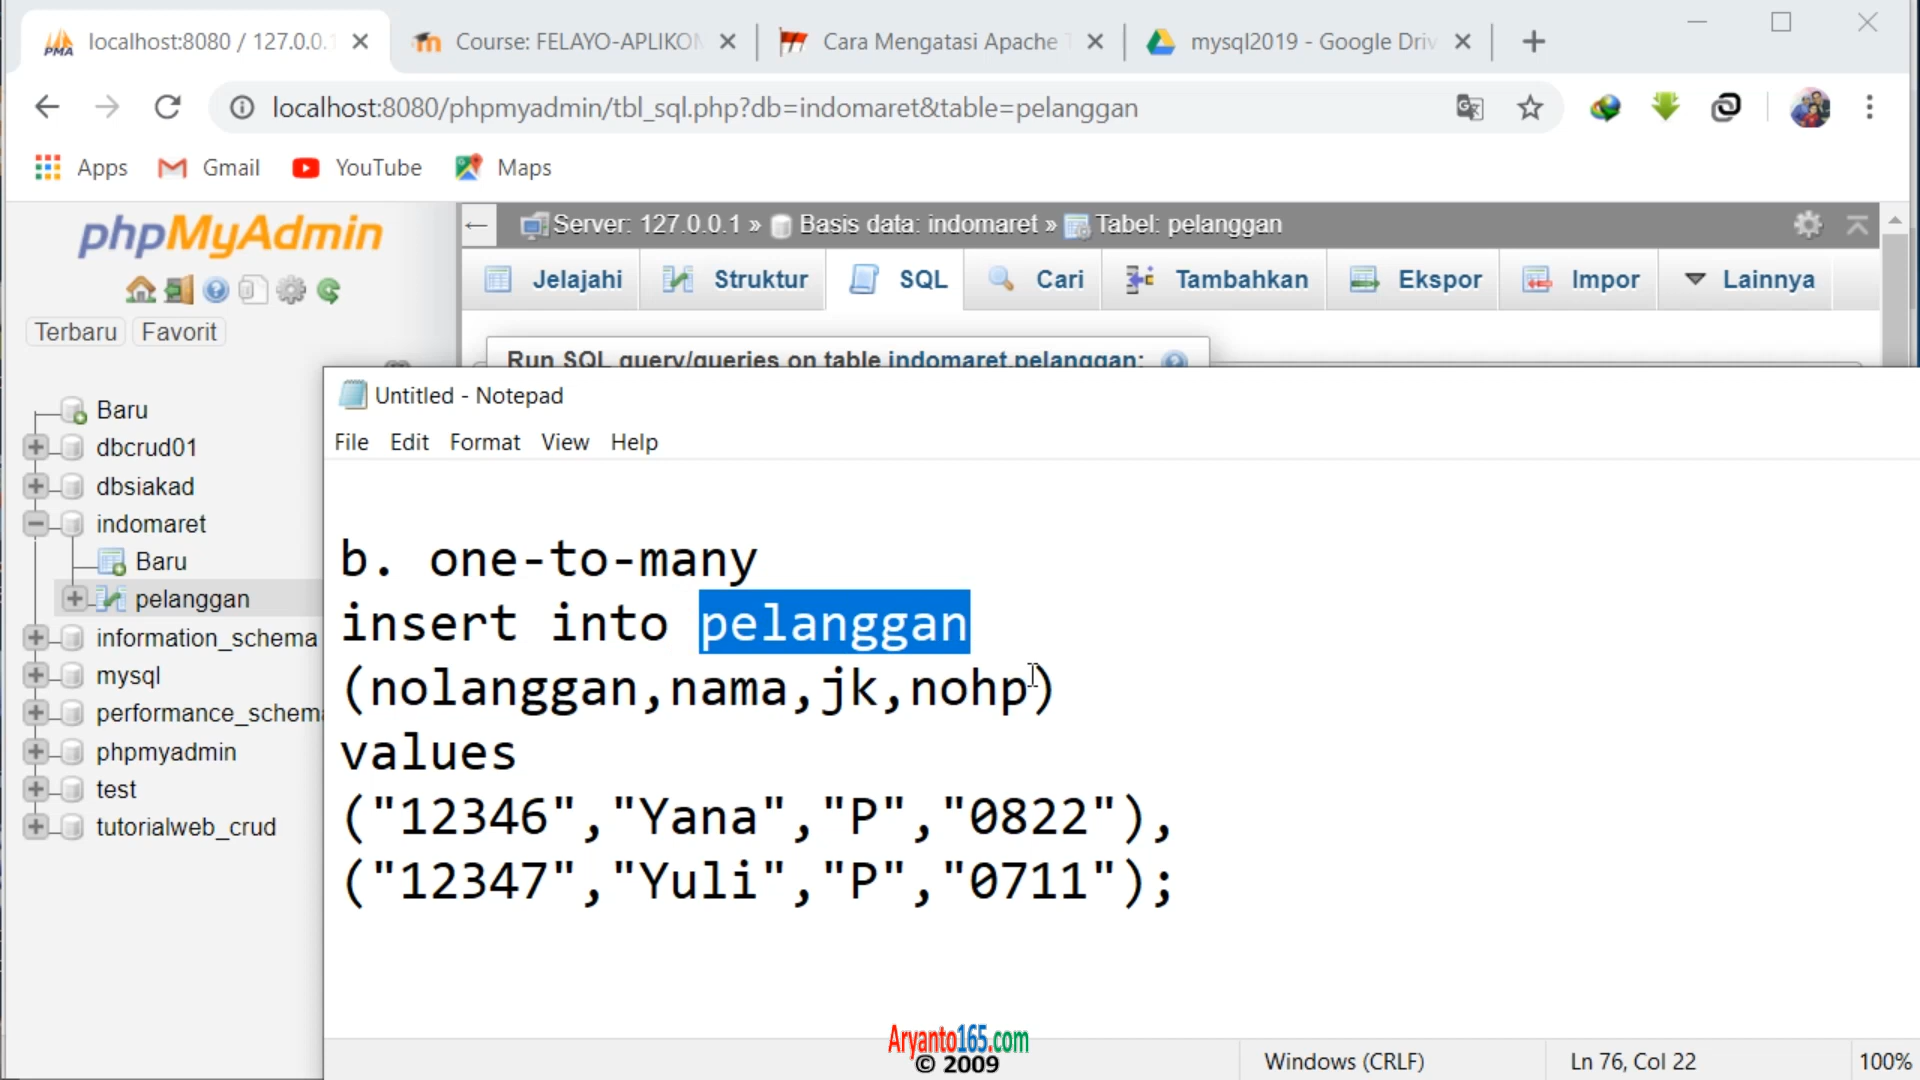 PMA localhost:8080 / 127.0.0.1
Course: FELAYO-APLIKOM
Cara Mengatasi Apache T
mysql2019 - Google Driv
localhost:8080/phpmyadmin/tbl_sql.php?db=indomaret&table=pelanggan
Apps
Gmail
YouTube
Maps
phpMyAdmin
Terbaru
Favorit
Baru
dbcrud01
dbsiakad
indomaret
Baru
pelanggan
information_schema
mysql
performance_schema
phpmyadmin
test
tutorialweb_crud
Server: 127.0.0.1 » Basis data: indomaret » Tabel: pelanggan
Jelajahi
Struktur
SQL
Cari
Tambahkan
Ekspor
Impor
Lainnya
Run SQL query/queries on table indomaret.pelanggan:
Untitled - Notepad
File Edit Format View Help
b. one-to-many
insert into pelanggan
(nolanggan,nama,jk,nohp)
values
("12346","Yana","P","0822"),
("12347","Yuli","P","0711");
Aryanto165.com
© 2009
Windows (CRLF)
Ln 76, Col 22
100%